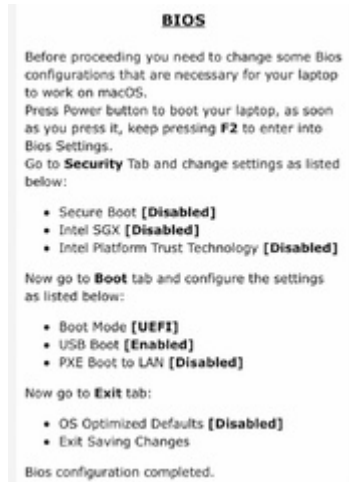 BIOS
Before proceeding you need to change some Bios
configurations that are necessary for your laptop
to work on macOS.
Press Power button to boot your laptop, as soon
as you press it, keep pressing F2 to enter into
Bios Settings.
Go to Security Tab and change settings as listed
below:
• Secure Boot [Disabled]
• Intel SGX [Disabled]
• Intel Platform Trust Technology [Disabled]
Now go to Boot tab and configure the settings
as listed below:
• Boot Mode [UEFI]
• USB Boot [Enabled]
• PXE Boot to LAN [Disabled]
Now go to Exit tab:
• OS Optimized Defaults [Disabled]
• Exit Saving Changes
Bios configuration completed.